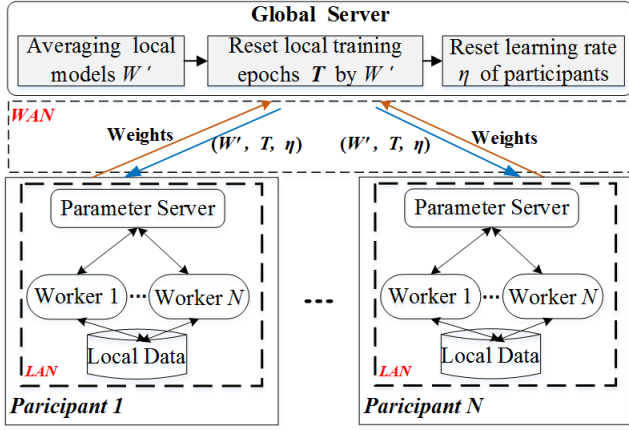 Global Server
Averaging local
models W′
Reset local training
epochs T by W′
Reset learning rate
η of participants
WAN
Weights
(W′, T, η)
(W′, T, η)
Weights
Parameter Server
Worker 1
...
Worker N
Local Data
LAN
Paricipant 1
...
Parameter Server
Worker 1
...
Worker N
Local Data
LAN
Paricipant N